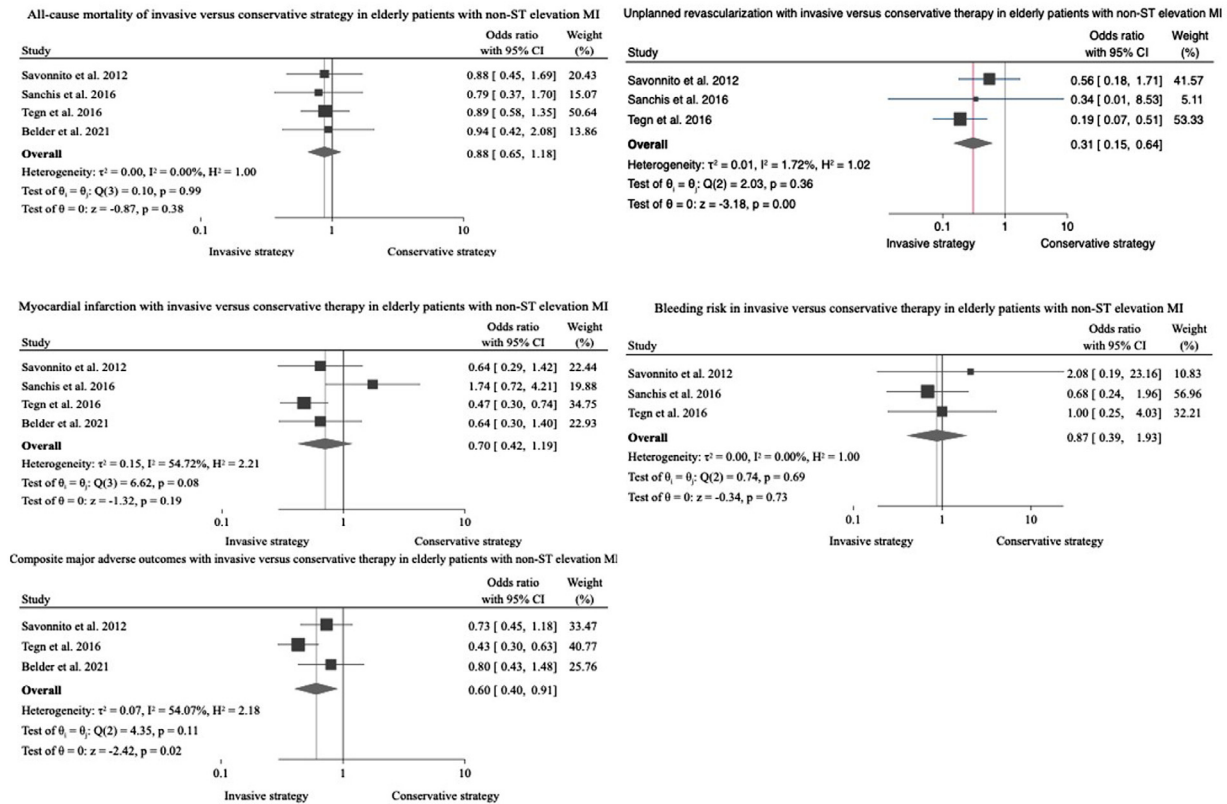 All-cause mortality of invasive versus conservative strategy in elderly patients with non-ST elevation MI
Odds ratio Weight
Study with 95% CI (%)
Savonnito et al. 2012 0.88 [ 0.45, 1.69] 20.43
Sanchis et al. 2016 0.79 [ 0.37, 1.70] 15.07
Tegn et al. 2016 0.89 [ 0.58, 1.35] 50.64
Belder et al. 2021 0.94 [ 0.42, 2.08] 13.86
Overall 0.88 [ 0.65, 1.18]
Heterogeneity: τ² = 0.00, I² = 0.00%, H² = 1.00
Test of θᵢ = θⱼ: Q(3) = 0.10, p = 0.99
Test of θ = 0: z = -0.87, p = 0.38
0.1 1 10
Invasive strategy Conservative strategy
Unplanned revascularization with invasive versus conservative therapy in elderly patients with non-ST elevation MI
Odds ratio Weight
Study with 95% CI (%)
Savonnito et al. 2012 0.56 [ 0.18, 1.71] 41.57
Sanchis et al. 2016 0.34 [ 0.01, 8.53] 5.11
Tegn et al. 2016 0.19 [ 0.07, 0.51] 53.33
Overall 0.31 [ 0.15, 0.64]
Heterogeneity: τ² = 0.01, I² = 1.72%, H² = 1.02
Test of θᵢ = θⱼ: Q(2) = 2.03, p = 0.36
Test of θ = 0: z = -3.18, p = 0.00
0.1 1 10
Invasive strategy Conservative strategy
Myocardial infarction with invasive versus conservative therapy in elderly patients with non-ST elevation MI
Odds ratio Weight
Study with 95% CI (%)
Savonnito et al. 2012 0.64 [ 0.29, 1.42] 22.44
Sanchis et al. 2016 1.74 [ 0.72, 4.21] 19.88
Tegn et al. 2016 0.47 [ 0.30, 0.74] 34.75
Belder et al. 2021 0.64 [ 0.30, 1.40] 22.93
Overall 0.70 [ 0.42, 1.19]
Heterogeneity: τ² = 0.15, I² = 54.72%, H² = 2.21
Test of θᵢ = θⱼ: Q(3) = 6.62, p = 0.08
Test of θ = 0: z = -1.32, p = 0.19
0.1 1 10
Invasive strategy Conservative strategy
Bleeding risk in invasive versus conservative therapy in elderly patients with non-ST elevation MI
Odds ratio Weight
Study with 95% CI (%)
Savonnito et al. 2012 2.08 [ 0.19, 23.16] 10.83
Sanchis et al. 2016 0.68 [ 0.24, 1.96] 56.96
Tegn et al. 2016 1.00 [ 0.25, 4.03] 32.21
Overall 0.87 [ 0.39, 1.93]
Heterogeneity: τ² = 0.00, I² = 0.00%, H² = 1.00
Test of θᵢ = θⱼ: Q(2) = 0.74, p = 0.69
Test of θ = 0: z = -0.34, p = 0.73
0.1 1 10
Invasive strategy Conservative strategy
Composite major adverse outcomes with invasive versus conservative therapy in elderly patients with non-ST elevation MI
Odds ratio Weight
Study with 95% CI (%)
Savonnito et al. 2012 0.73 [ 0.45, 1.18] 33.47
Tegn et al. 2016 0.43 [ 0.30, 0.63] 40.77
Belder et al. 2021 0.80 [ 0.43, 1.48] 25.76
Overall 0.60 [ 0.40, 0.91]
Heterogeneity: τ² = 0.07, I² = 54.07%, H² = 2.18
Test of θᵢ = θⱼ: Q(2) = 4.35, p = 0.11
Test of θ = 0: z = -2.42, p = 0.02
0.1 1 10
Invasive strategy Conservative strategy